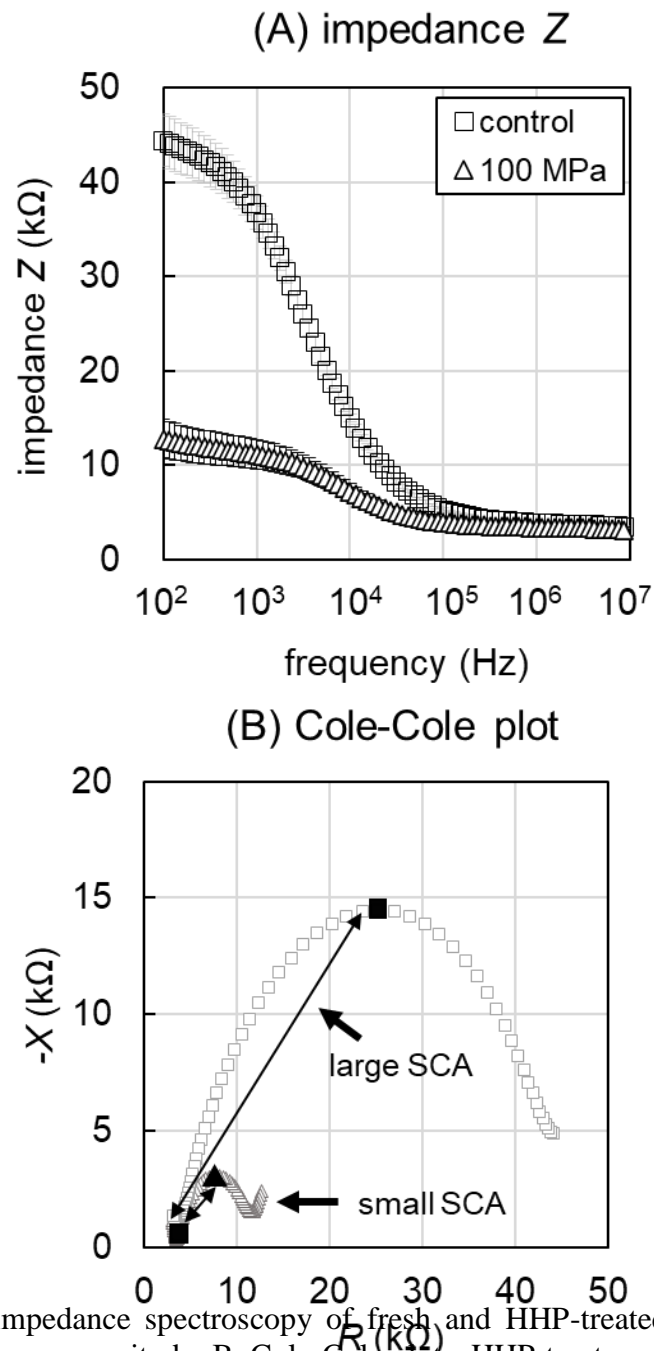 (A) impedance Z
50
40
30
20
10
0
impedance Z (kΩ)
control
100 MPa
10² 10³ 10⁴ 10⁵ 10⁶ 10⁷
frequency (Hz)
(B) Cole-Cole plot
20
15
10
5
0
-X (kΩ)
large SCA
small SCA
0 10 20 30 40 50
R (kΩ)
mpedance spectroscopy of fresh and HHP-treated